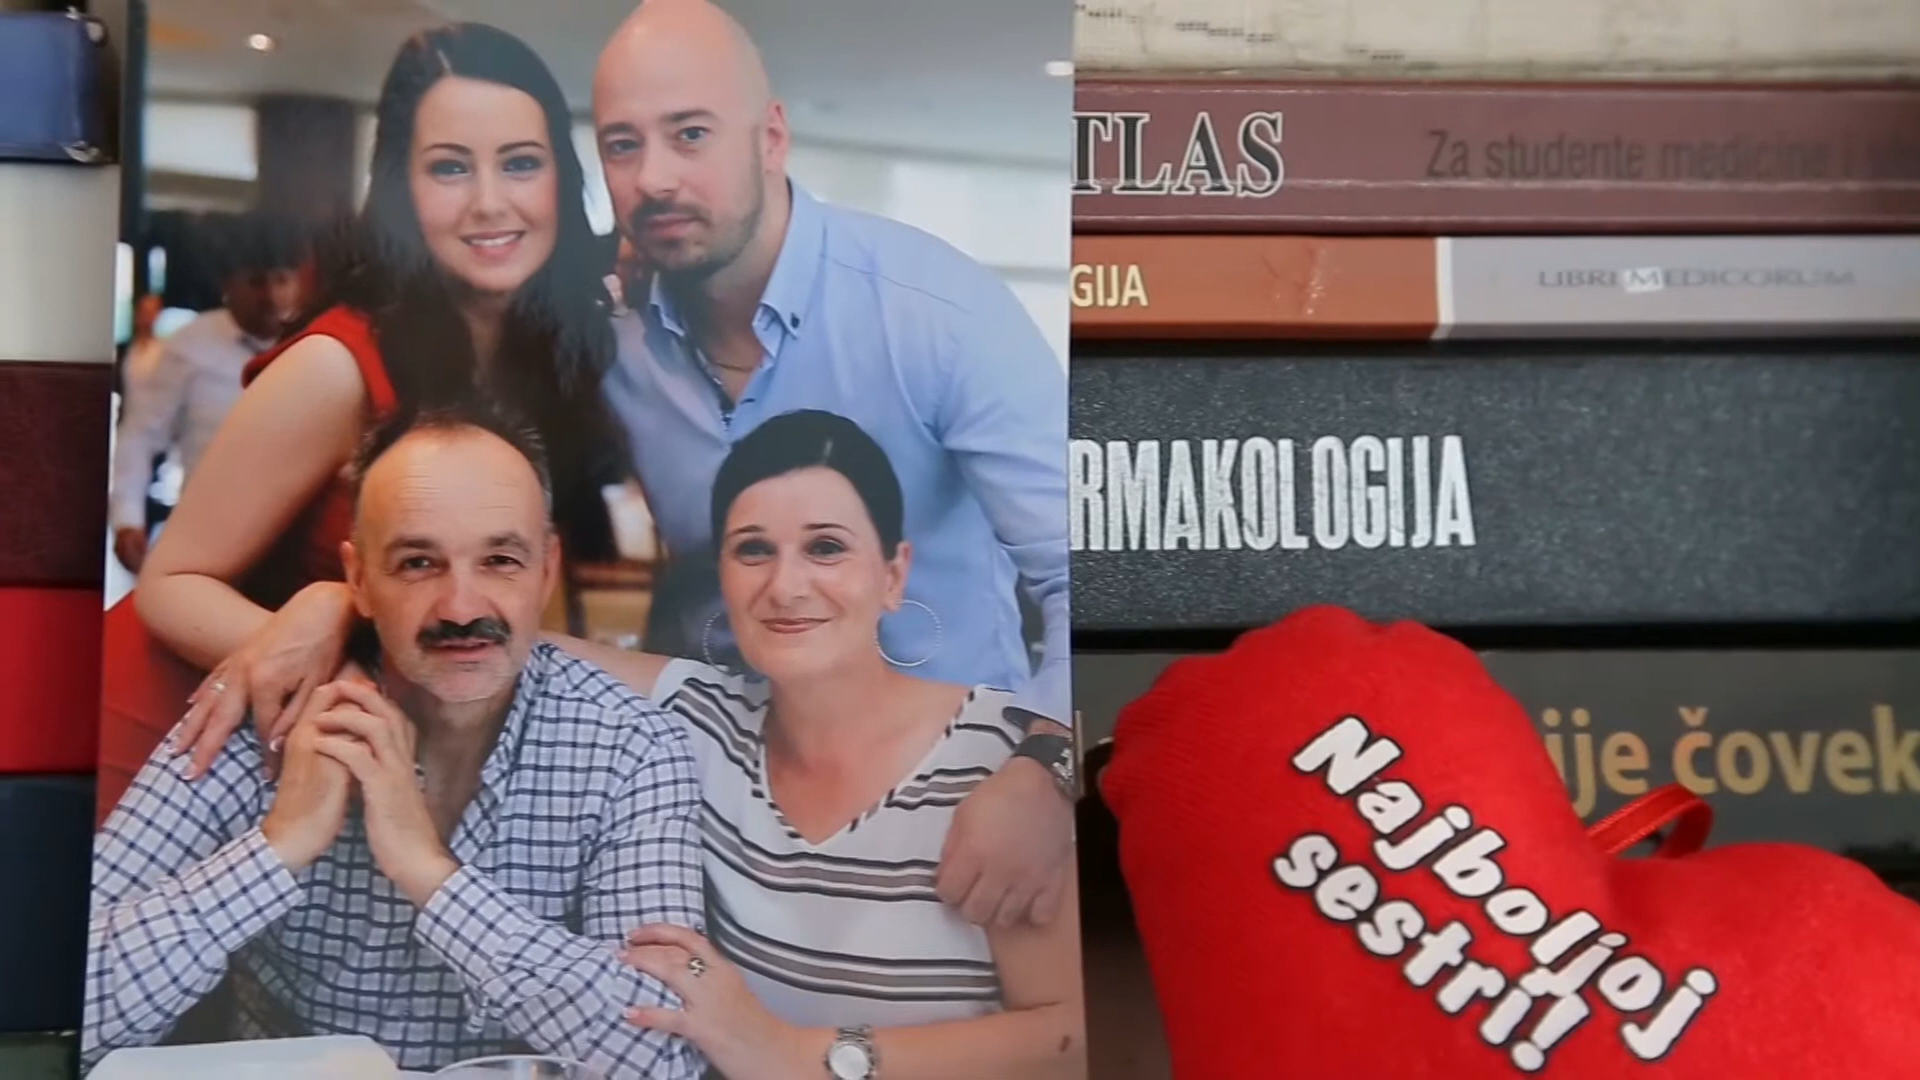 TLAS
Za studente medicine i
GIJA
LIBRI MEDICORUM
RMAKOLOGIJA
ije čovek
Najboljoj
sestri!